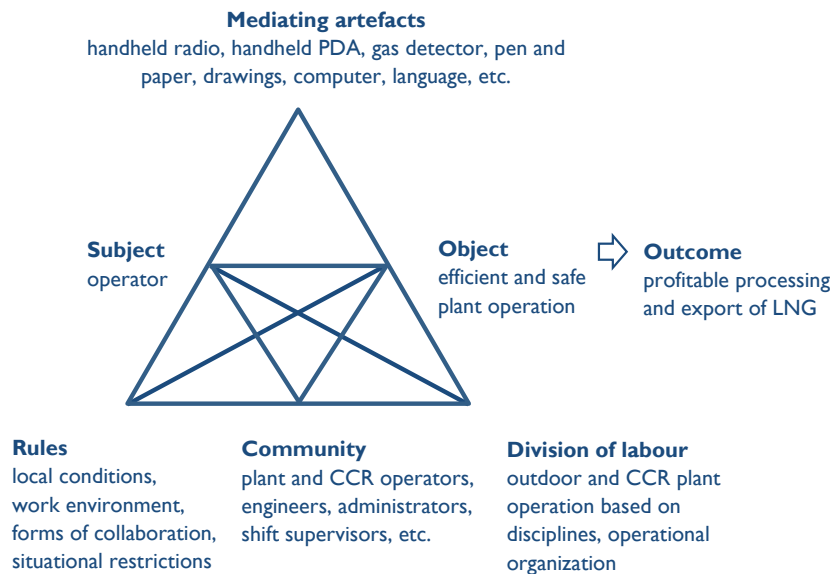 Mediating artefacts
handheld radio, handheld PDA, gas detector, pen and
paper, drawings, computer, language, etc.
Subject
operator
Object
efficient and safe
plant operation
Outcome
profitable processing
and export of LNG
Rules
local conditions,
work environment,
forms of collaboration,
situational restrictions
Community
plant and CCR operators,
engineers, administrators,
shift supervisors, etc.
Division of labour
outdoor and CCR plant
operation based on
disciplines, operational
organization